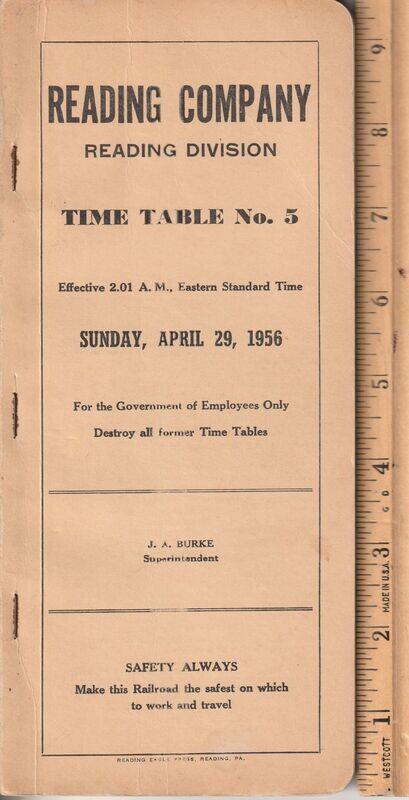 READING COMPANY
READING DIVISION
TIME TABLE No. 5
Effective 2.01 A. M., Eastern Standard Time
SUNDAY, APRIL 29, 1956
For the Government of Employees Only
Destroy all former Time Tables
J. A. BURKE
Superintendent
SAFETY ALWAYS
Make this Railroad the safest on which
to work and travel
READING EAGLE PRESS, READING, PA.
9
8
7
6
5
4
3
2
1
MADE IN U.S.A.
WESTCOTT